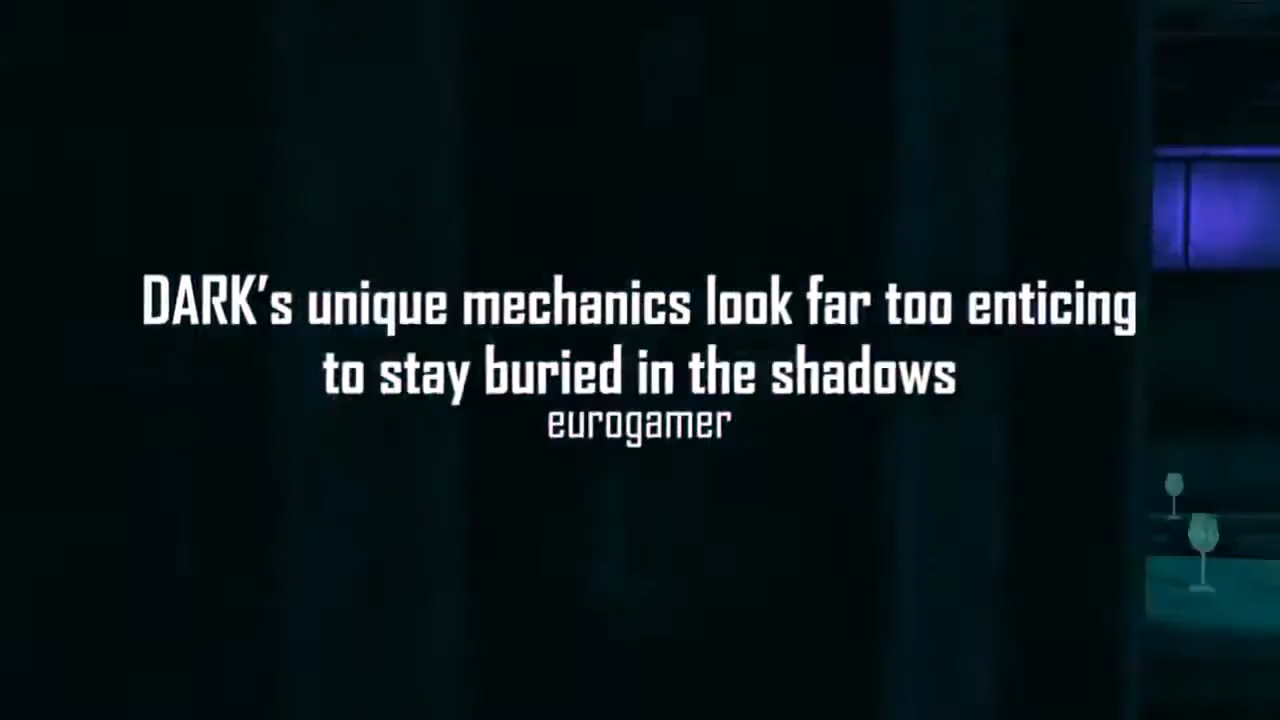 DARK’s unique mechanics look far too enticing
to stay buried in the shadows
eurogamer